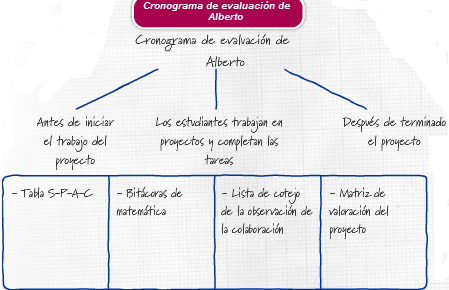 Cronograma de evaluación de
Alberto
Cronograma de evaluación de
Alberto
Antes de iniciar
el trabajo del
proyecto
Los estudiantes trabajan en
proyectos y completan las
tareas
Después de terminado
el proyecto
- Tabla S-P-A-C
- Bitácoras de
matemática
- Lista de cotejo
de la observación de
la colaboración
- Matriz de
valoración del
proyecto